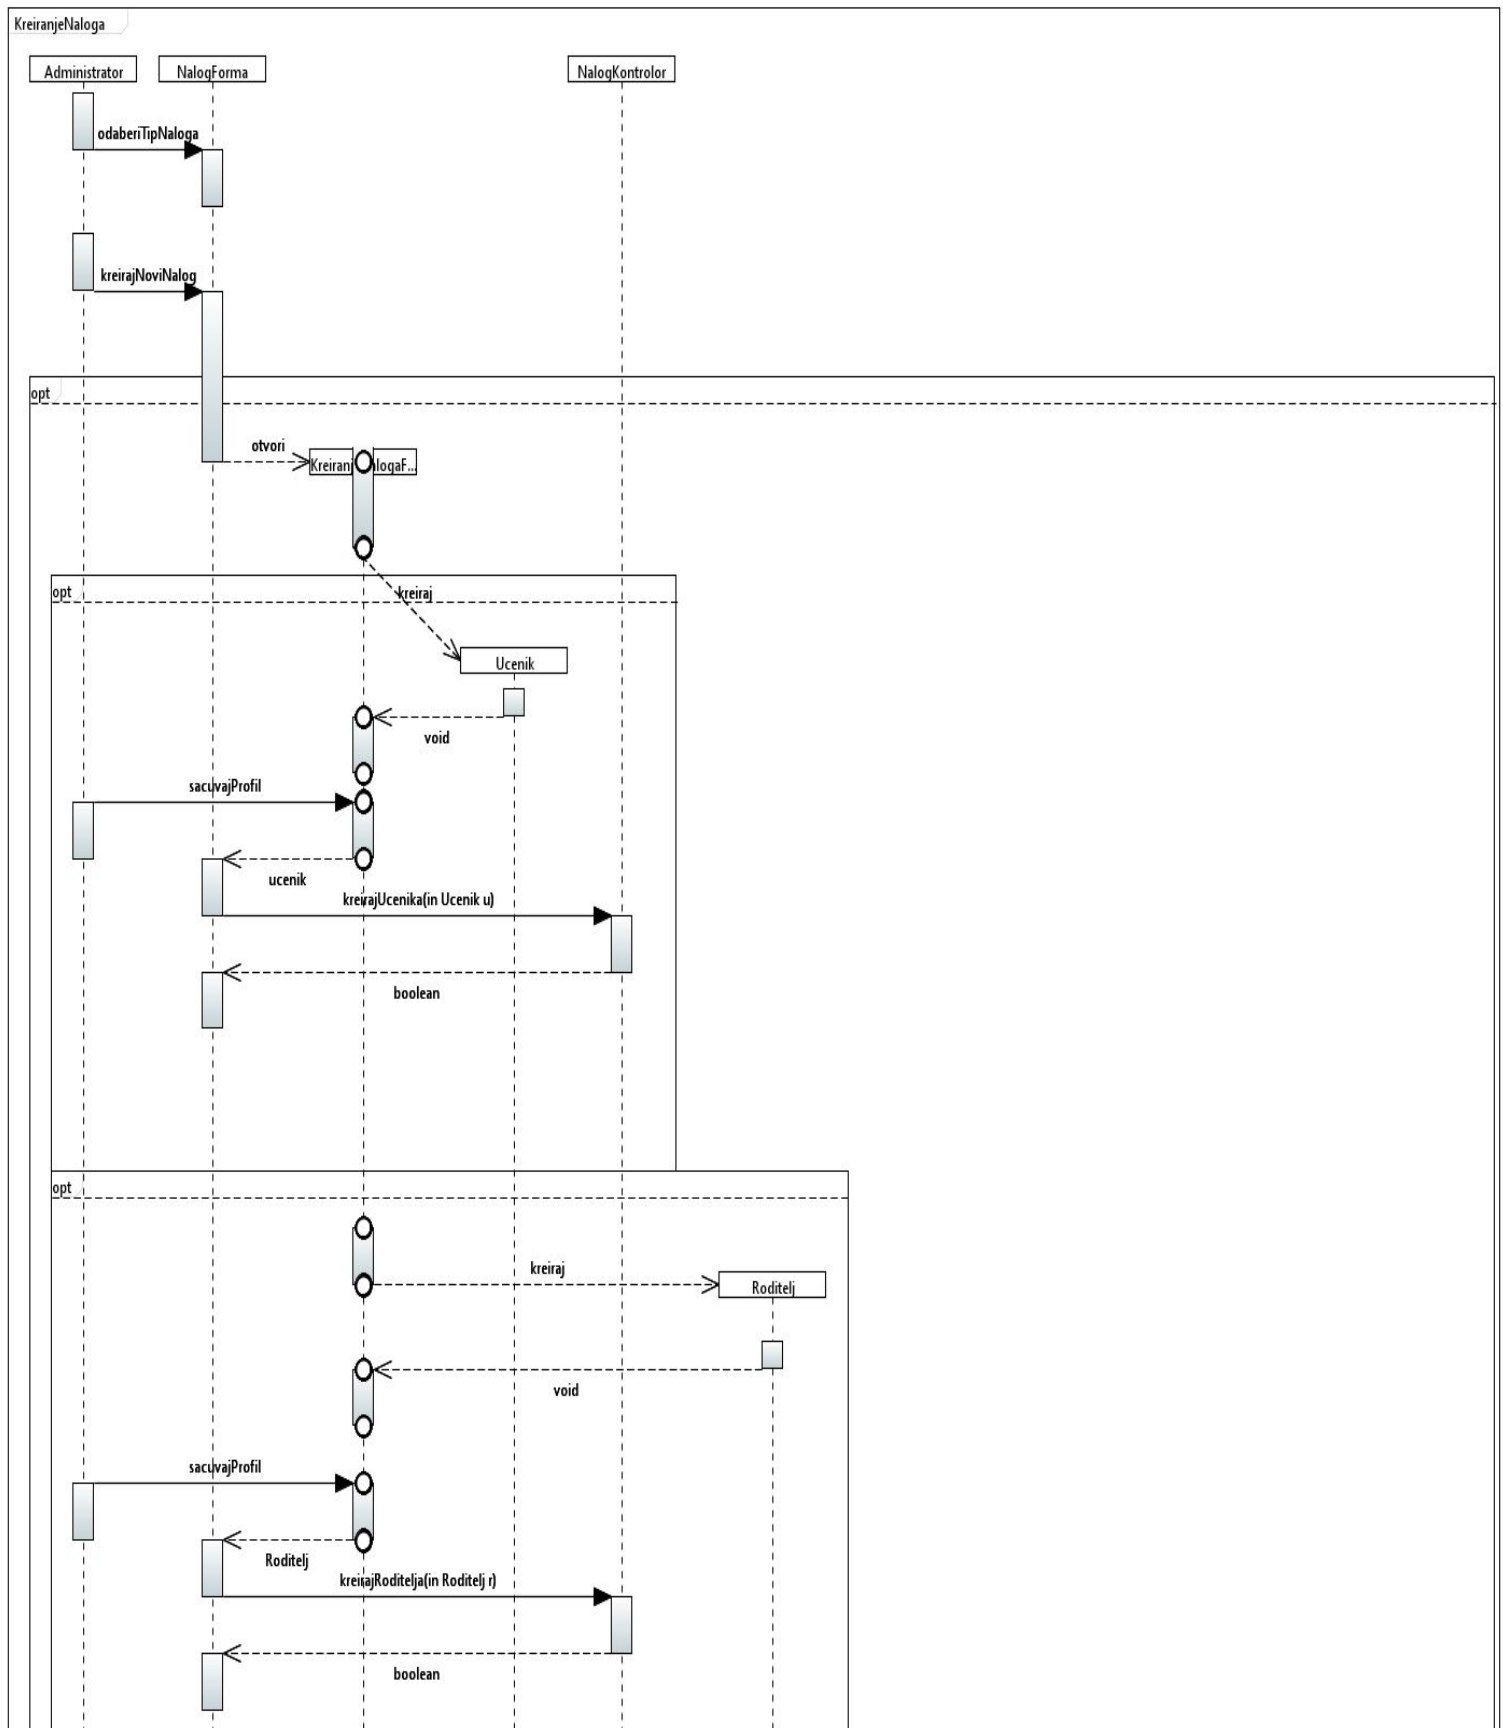 KreiranjeNaloga
Administrator
NalogForma
NalogKontrolor
odaberiTipNaloga
kreirajNoviNalog
opt
otvori
opt
kreiraj
Ucenik
void
sacuvajProfil
ucenik
kreirajUcenika(in Ucenik u)
boolean
opt
kreiraj
Roditelj
void
sacuvajProfil
Roditelj
kreirajRoditelja(in Roditelj r)
boolean